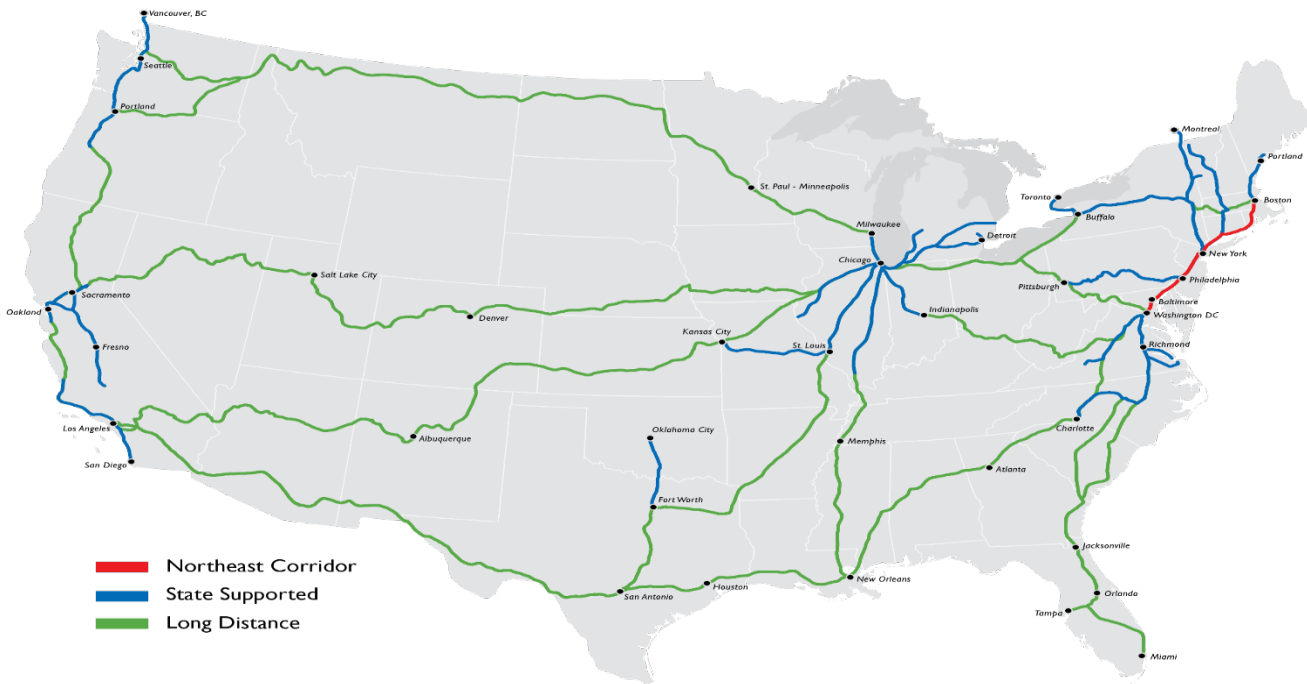 Vancouver, BC
Seattle
Portland
Montreal
Portland
St. Paul - Minneapolis
Toronto
Boston
Buffalo
Milwaukee
Detroit
New York
Chicago
Salt Lake City
Philadelphia
Pittsburgh
Sacramento
Baltimore
Oakland
Indianapolis
Washington DC
Denver
Kansas City
St. Louis
Richmond
Fresno
Charlotte
Los Angeles
Albuquerque
Oklahoma City
Memphis
San Diego
Atlanta
Fort Worth
Jacksonville
Northeast Corridor
New Orleans
Houston
State Supported
San Antonio
Orlando
Tampa
Long Distance
Miami